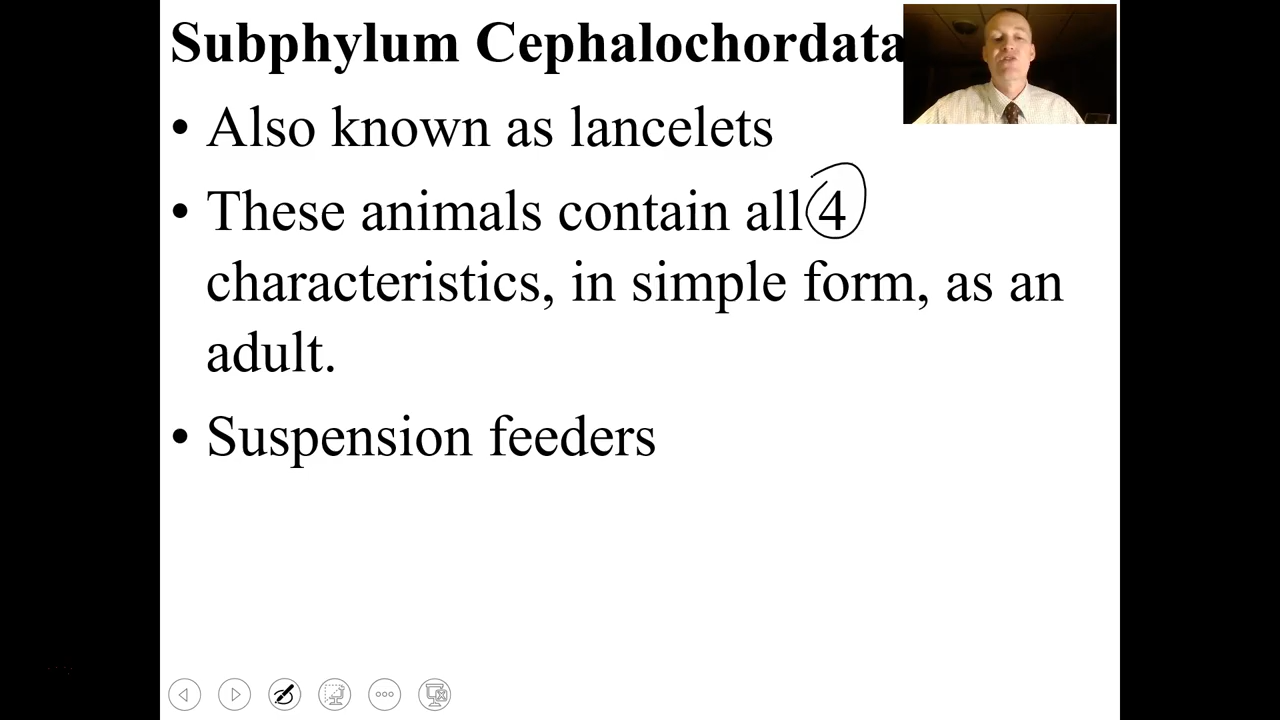 Subphylum Cephalochordata
• Also known as lancelets
• These animals contain all 4
characteristics, in simple form, as an
adult.
• Suspension feeders